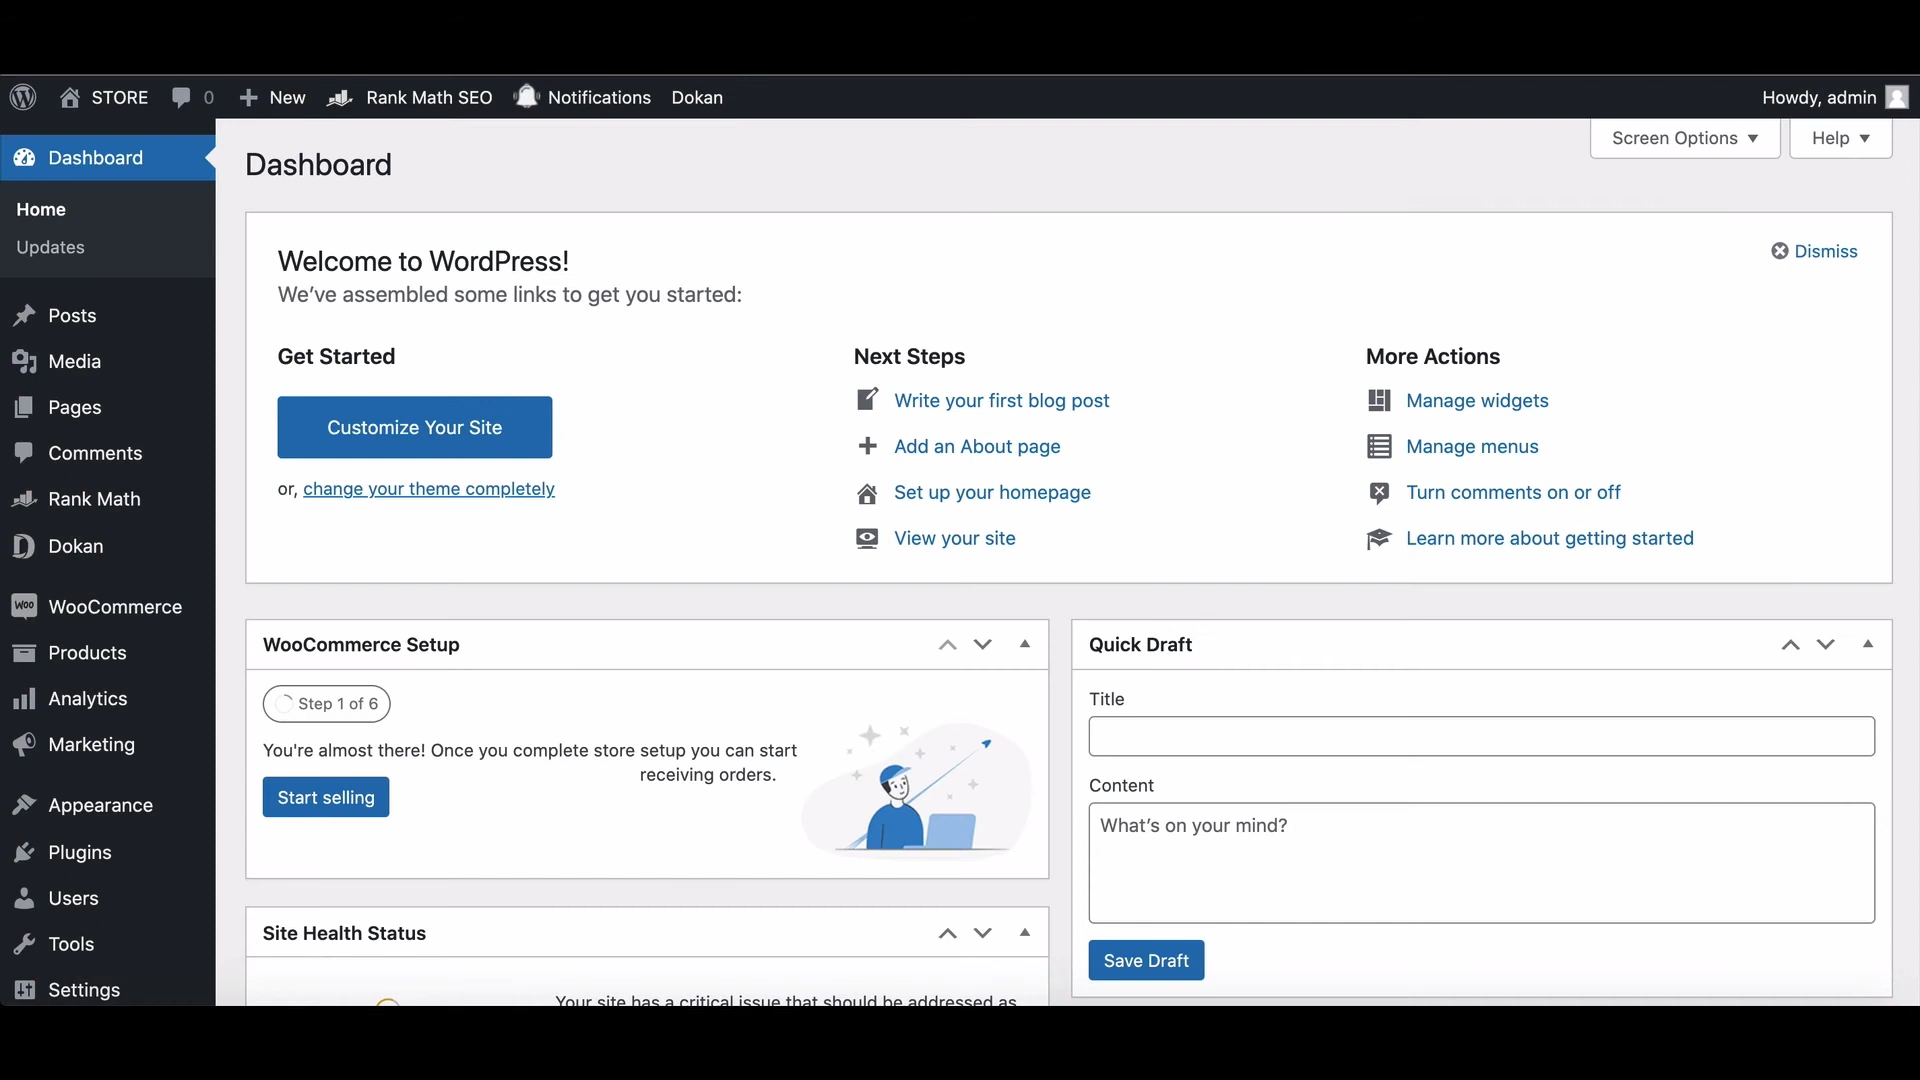 STORE 0 New Rank Math SEO Notifications Dokan Howdy, admin
Screen Options Help
Dashboard
Home
Updates
Posts
Media
Pages
Comments
Rank Math
Dokan
Woo WooCommerce
Products
Analytics
Marketing
Appearance
Plugins
Users
Tools
Settings
Dashboard
Welcome to WordPress!
Dismiss
We’ve assembled some links to get you started:
Get Started
Customize Your Site
or, change your theme completely
Next Steps
Write your first blog post
Add an About page
Set up your homepage
View your site
More Actions
Manage widgets
Manage menus
Turn comments on or off
Learn more about getting started
WooCommerce Setup
Step 1 of 6
You're almost there! Once you complete store setup you can start
receiving orders.
Start selling
Site Health Status
Your site has a critical issue that should be addressed as
Quick Draft
Title
Content
What’s on your mind?
Save Draft